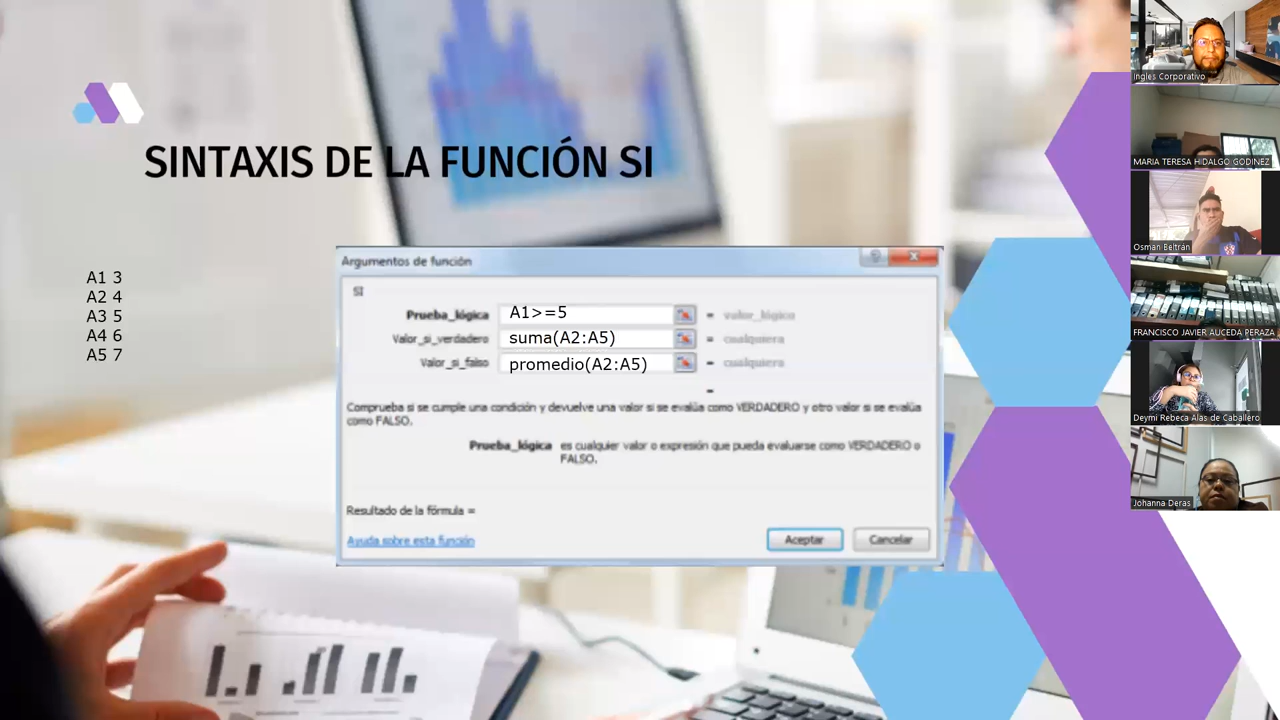 SINTAXIS DE LA FUNCIÓN SI
A1 3
A2 4
A3 5
A4 6
A5 7
Argumentos de función
SI
Prueba_lógica A1>=5 = valor_lógico
Valor_si_verdadero suma(A2:A5) = cualquiera
Valor_si_falso promedio(A2:A5) = cualquiera
=
Comprueba si se cumple una condición y devuelve una valor si se evalúa como VERDADERO y otro valor si se evalúa
como FALSO.
Prueba_lógica es cualquier valor o expresión que pueda evaluarse como VERDADERO o
FALSO.
Resultado de la fórmula =
Ayuda sobre esta función
Aceptar Cancelar
Ingles Corporativo
MARIA TERESA HIDALGO GODINEZ
Osman Beltrán
FRANCISCO JAVIER AUCEDA PERAZA
Deymi Rebeca Alas de Caballero
Johanna Deras